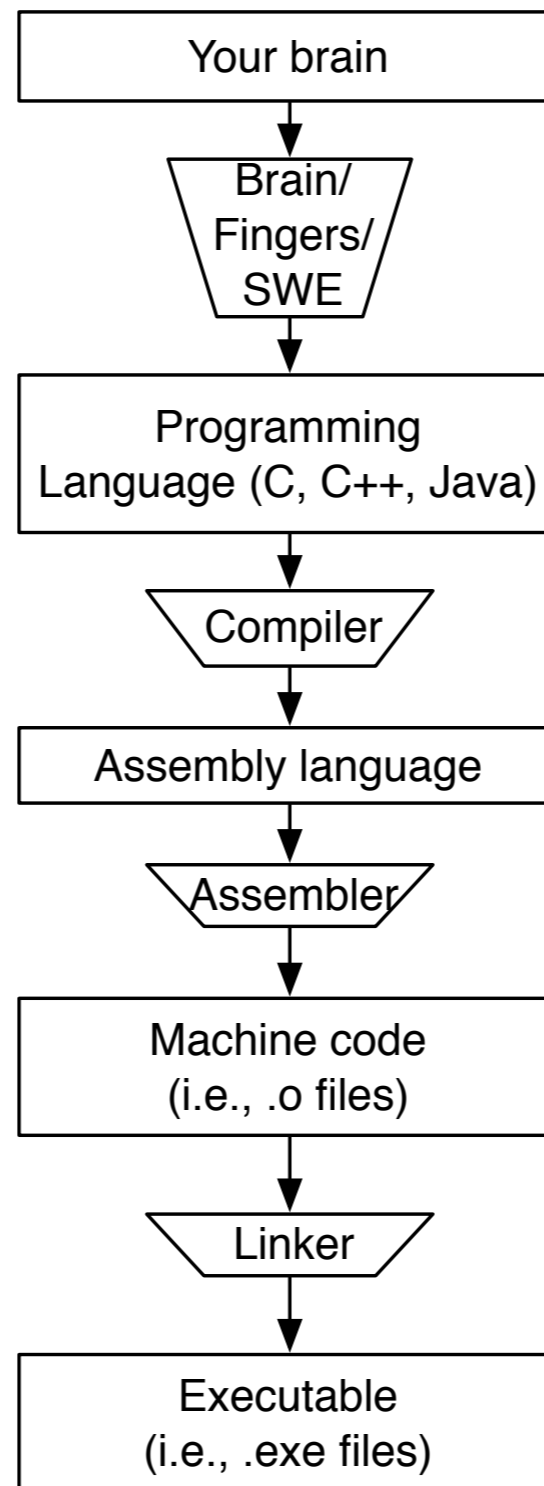 Your brain
Brain/
Fingers/
SWE
Programming
Language (C, C++, Java)
Compiler
Assembly language
Assembler
Machine code
(i.e., .o files)
Linker
Executable
(i.e., .exe files)